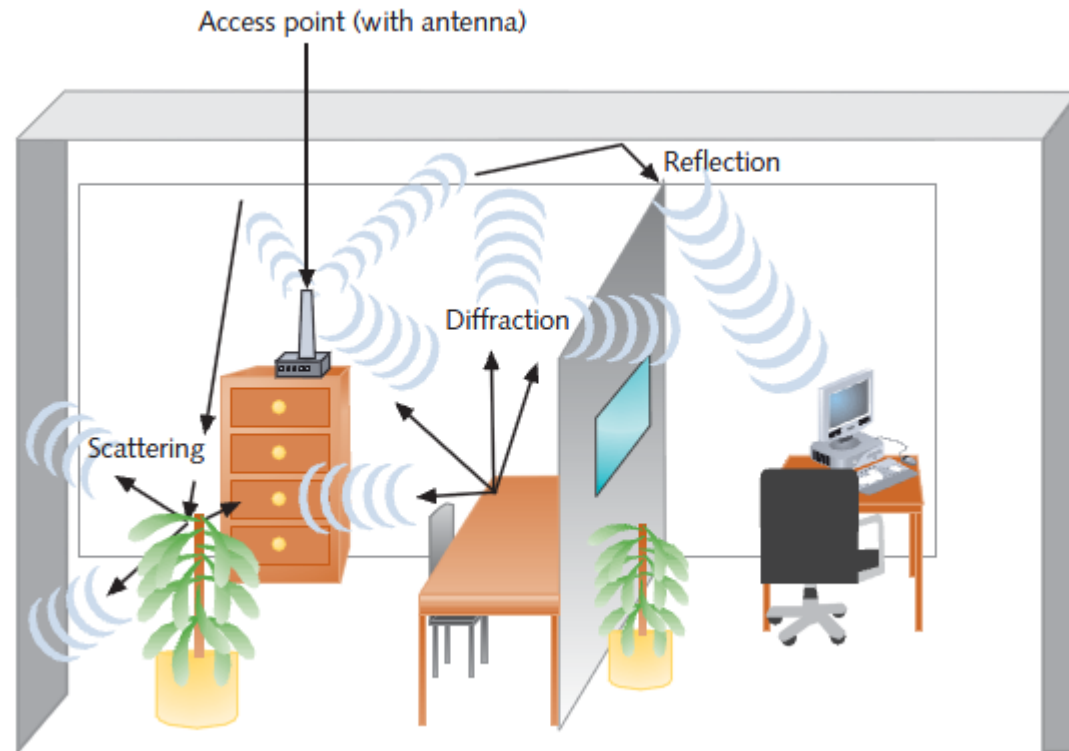 Access point (with antenna)
Reflection
Diffraction
Scattering